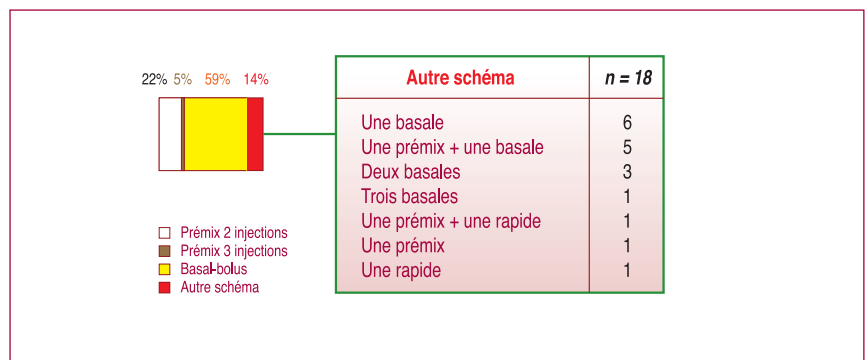 22% 5% 59% 14%
Prémix 2 injections
Prémix 3 injections
Basal-bolus
Autre schéma
Autre schéma n = 18
Une basale 6
Une prémix + une basale 5
Deux basales 3
Trois basales 1
Une prémix + une rapide 1
Une prémix 1
Une rapide 1